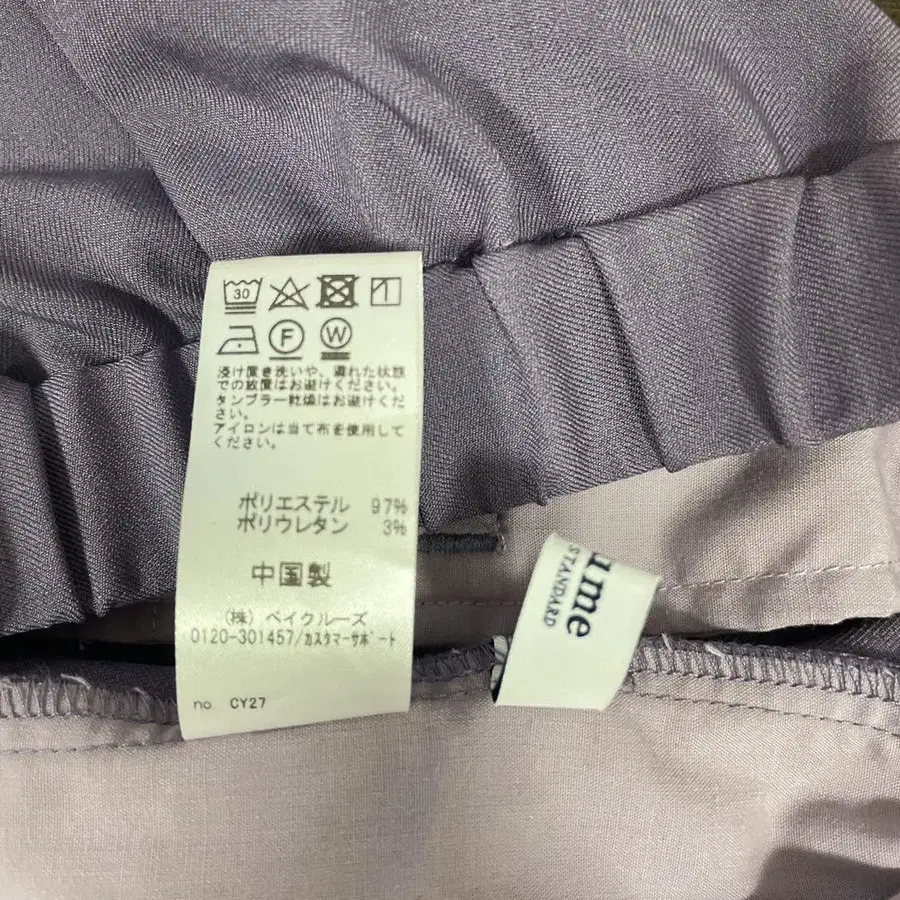 30
F
W
浸け置き洗いや、濡れた状態
での放置はお避けください。
タンブラー乾燥はお避けくだ
さい。
アイロンは当て布を使用して
ください。
ポリエステル 97%
ポリウレタン 3%
中国製
(株) ベイクルーズ
0120-301457/カスタマーサポート
no. CY27
ume
STANDARD